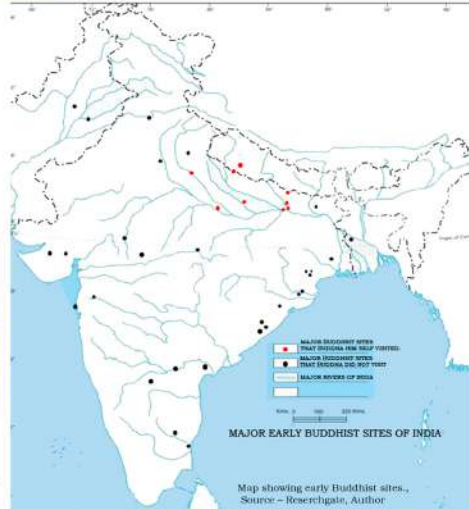 MAJOR BUDDHIST SITES
THAT BUDDHA HIM SELF VISITED.
MAJOR BUDDHIST SITES
THAT BUDDHA DID NOT VISIT
MAJOR RIVERS OF INDIA
MAJOR EARLY BUDDHIST SITES OF INDIA
Map showing early Buddhist sites.,
Source – Reserchgate, Author